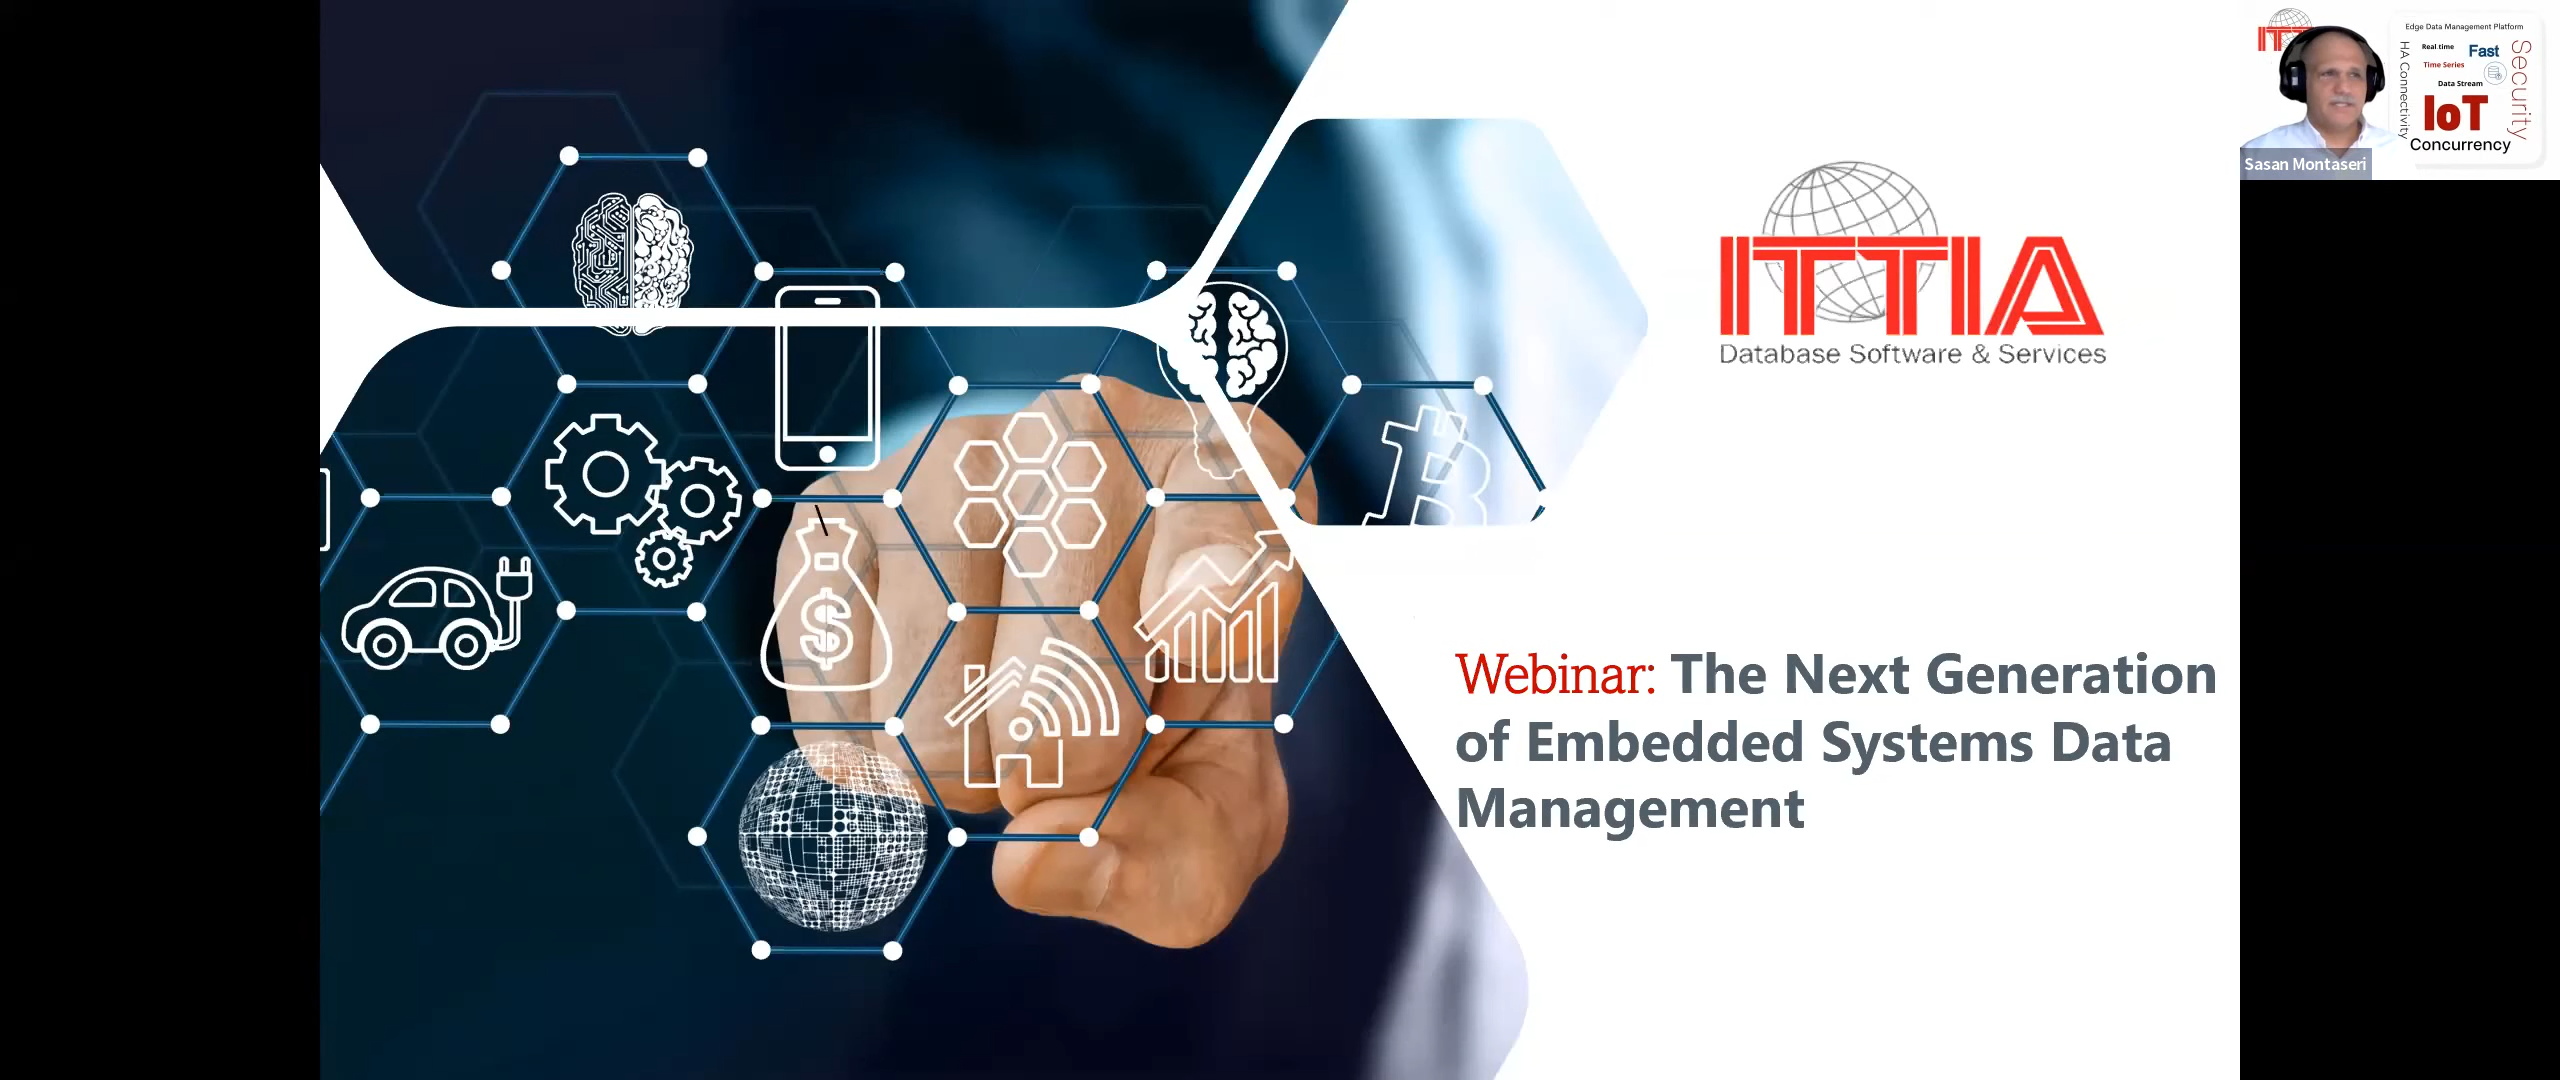 ITTIA
Database Software & Services
Webinar: The Next Generation
of Embedded Systems Data
Management
$
Edge Data Management Platform
HA Connectivity
Real time
Fast
Time Series
Data Stream
IoT
Concurrency
Security
Sasan Montaseri